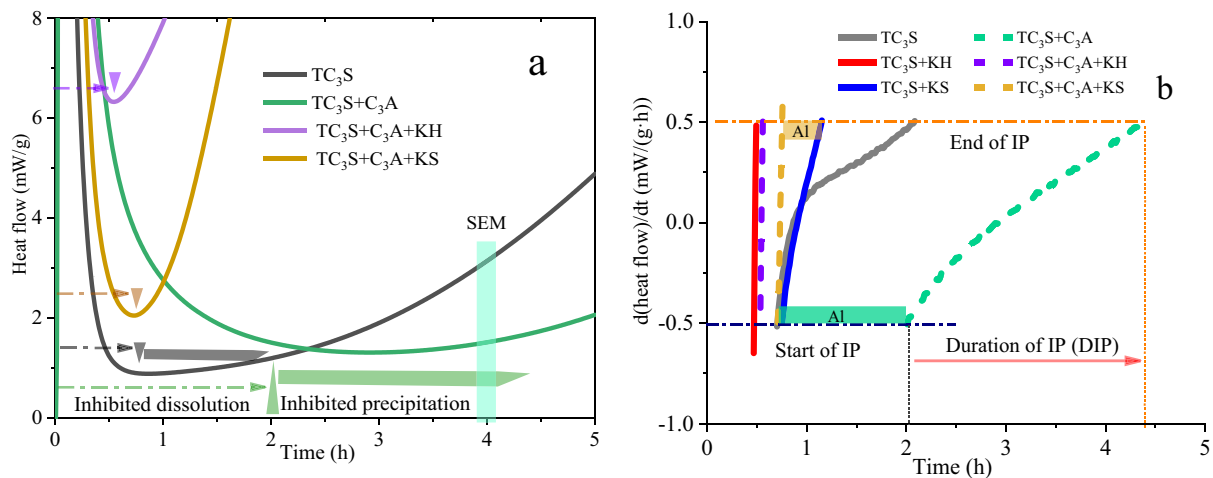 a
Heat flow (mW/g)
8
6
4
2
0
TC₃S
TC₃S+C₃A
TC₃S+C₃A+KH
TC₃S+C₃A+KS
SEM
Inhibited dissolution
Inhibited precipitation
0 1 2 3 4 5
Time (h)
b
d(heat flow)/dt (mW/(g·h))
1.0
0.5
0.0
-0.5
-1.0
TC₃S
TC₃S+C₃A
TC₃S+KH
TC₃S+C₃A+KH
TC₃S+KS
TC₃S+C₃A+KS
Al
End of IP
Al
Start of IP
Duration of IP (DIP)
0 1 2 3 4 5
Time (h)